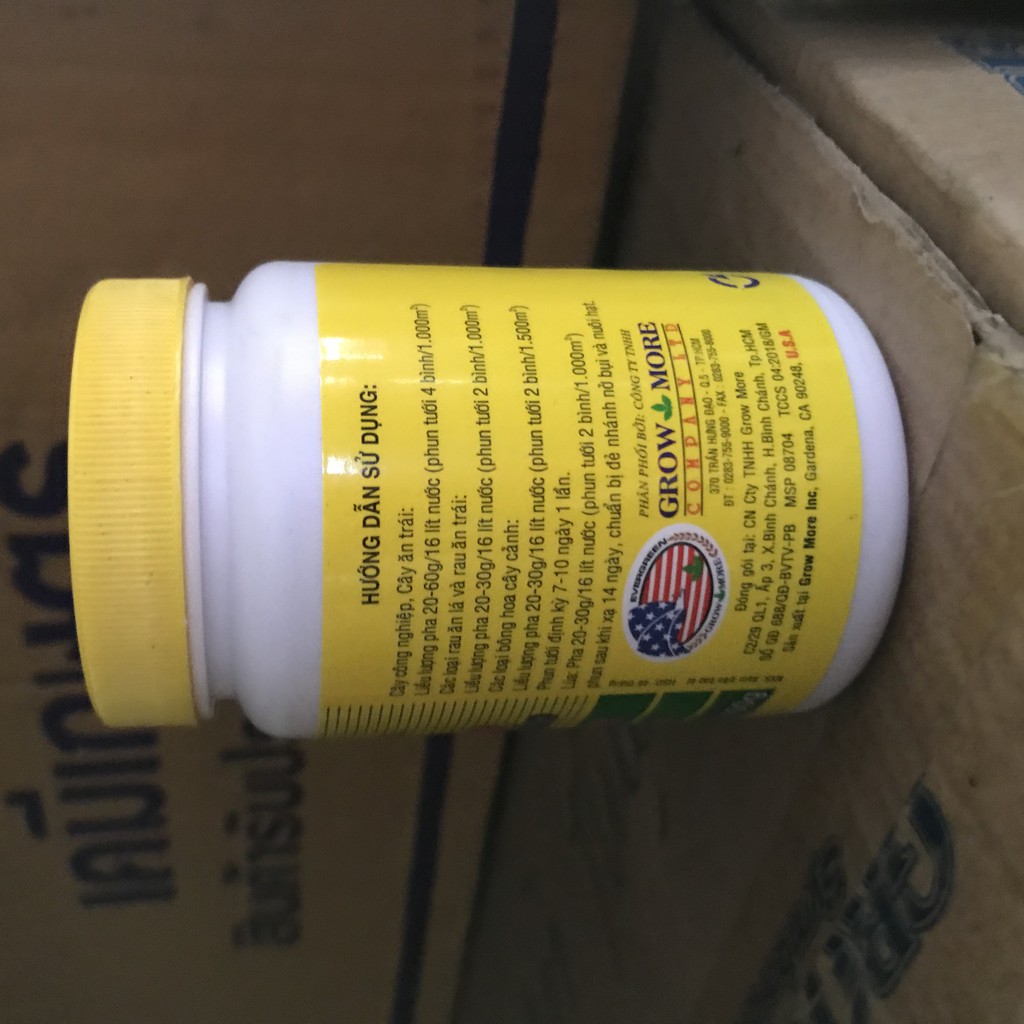 HƯỚNG DẪN SỬ DỤNG:
Cây công nghiệp, Cây ăn trái:
Liều lượng pha 20-60g/16 lít nước (phun tưới 4 bình/1.000m²)
Các loại rau ăn lá và rau ăn trái:
Liều lượng pha 20-30g/16 lít nước (phun tưới 2 bình/1.000m²)
Các loại bông hoa cây cảnh:
Liều lượng pha 20-30g/16 lít nước (phun tưới 2 bình/1.500m²)
Phun tưới định kỳ 7-10 ngày 1 lần.
Lúa: Pha 20-30g/16 lít nước (phun tưới 2 bình/1.000m²)
phun sau khi xạ 14 ngày, chuẩn bị đẻ nhánh nở bụi và nuôi hạt.
PHÂN PHỐI BỞI: CÔNG TY TNHH
GROW MORE
COMPANY LTD
370 TRẦN HƯNG ĐẠO - Q.5 - TP.HCM
ĐT : 0283-755-9000 - FAX : 0283-755-8000
EVERGREEN
GROW MORE
Đóng gói tại: CN Cty TNHH Grow More
C2/29 QL1, Ấp 3, X.Bình Chánh, H.Bình Chánh, Tp.HCM
Số QĐ 688/QĐ-BVTV-PB MSP 08704 TCCS 04:2018/GM
Sản xuất tại Grow More Inc, Gardena, CA 90248, U.S.A